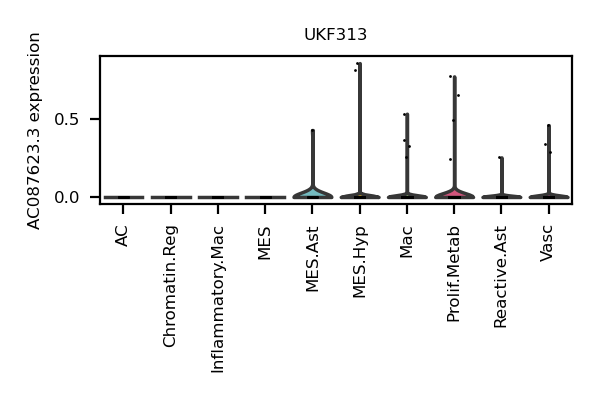 UKF313
AC087623.3 expression
0.5
0.0
AC
Chromatin.Reg
Inflammatory.Mac
MES
MES.Ast
MES.Hyp
Mac
Prolif.Metab
Reactive.Ast
Vasc